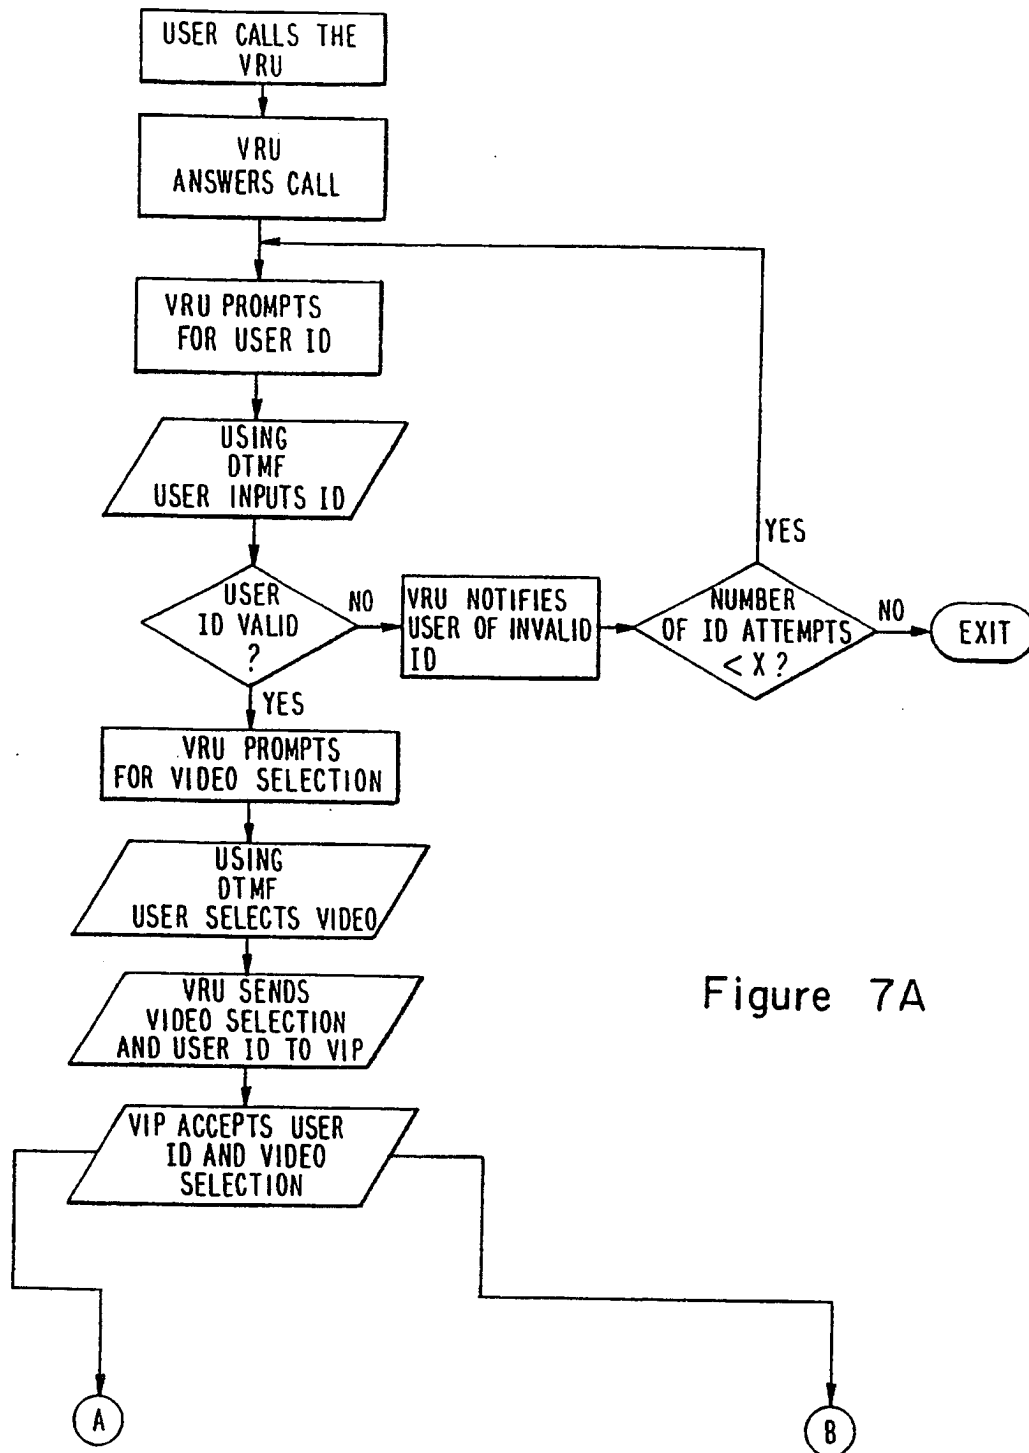 USER CALLS THE
VRU
VRU
ANSWERS CALL
VRU PROMPTS
FOR USER ID
USING
DTMF
USER INPUTS ID
USER
ID VALID
?
NO
VRU NOTIFIES
USER OF INVALID
ID
NUMBER
OF ID ATTEMPTS
< X ?
YES
NO
EXIT
YES
VRU PROMPTS
FOR VIDEO SELECTION
USING
DTMF
USER SELECTS VIDEO
VRU SENDS
VIDEO SELECTION
AND USER ID TO VIP
Figure 7A
VIP ACCEPTS USER
ID AND VIDEO
SELECTION
A
B